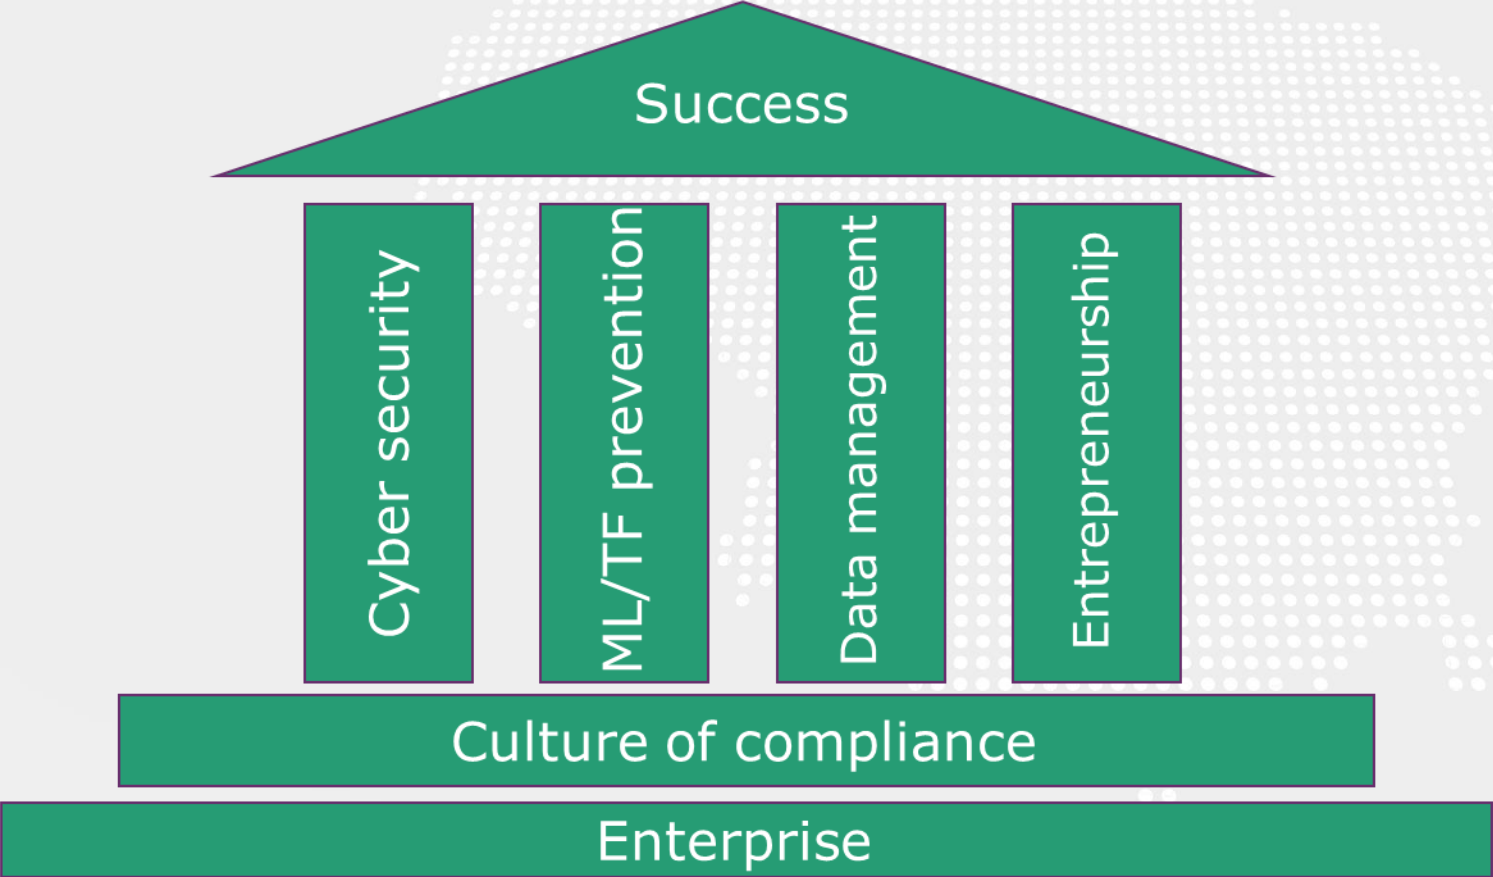 Success
Cyber security
ML/TF prevention
Data management
Entrepreneurship
Culture of compliance
Enterprise